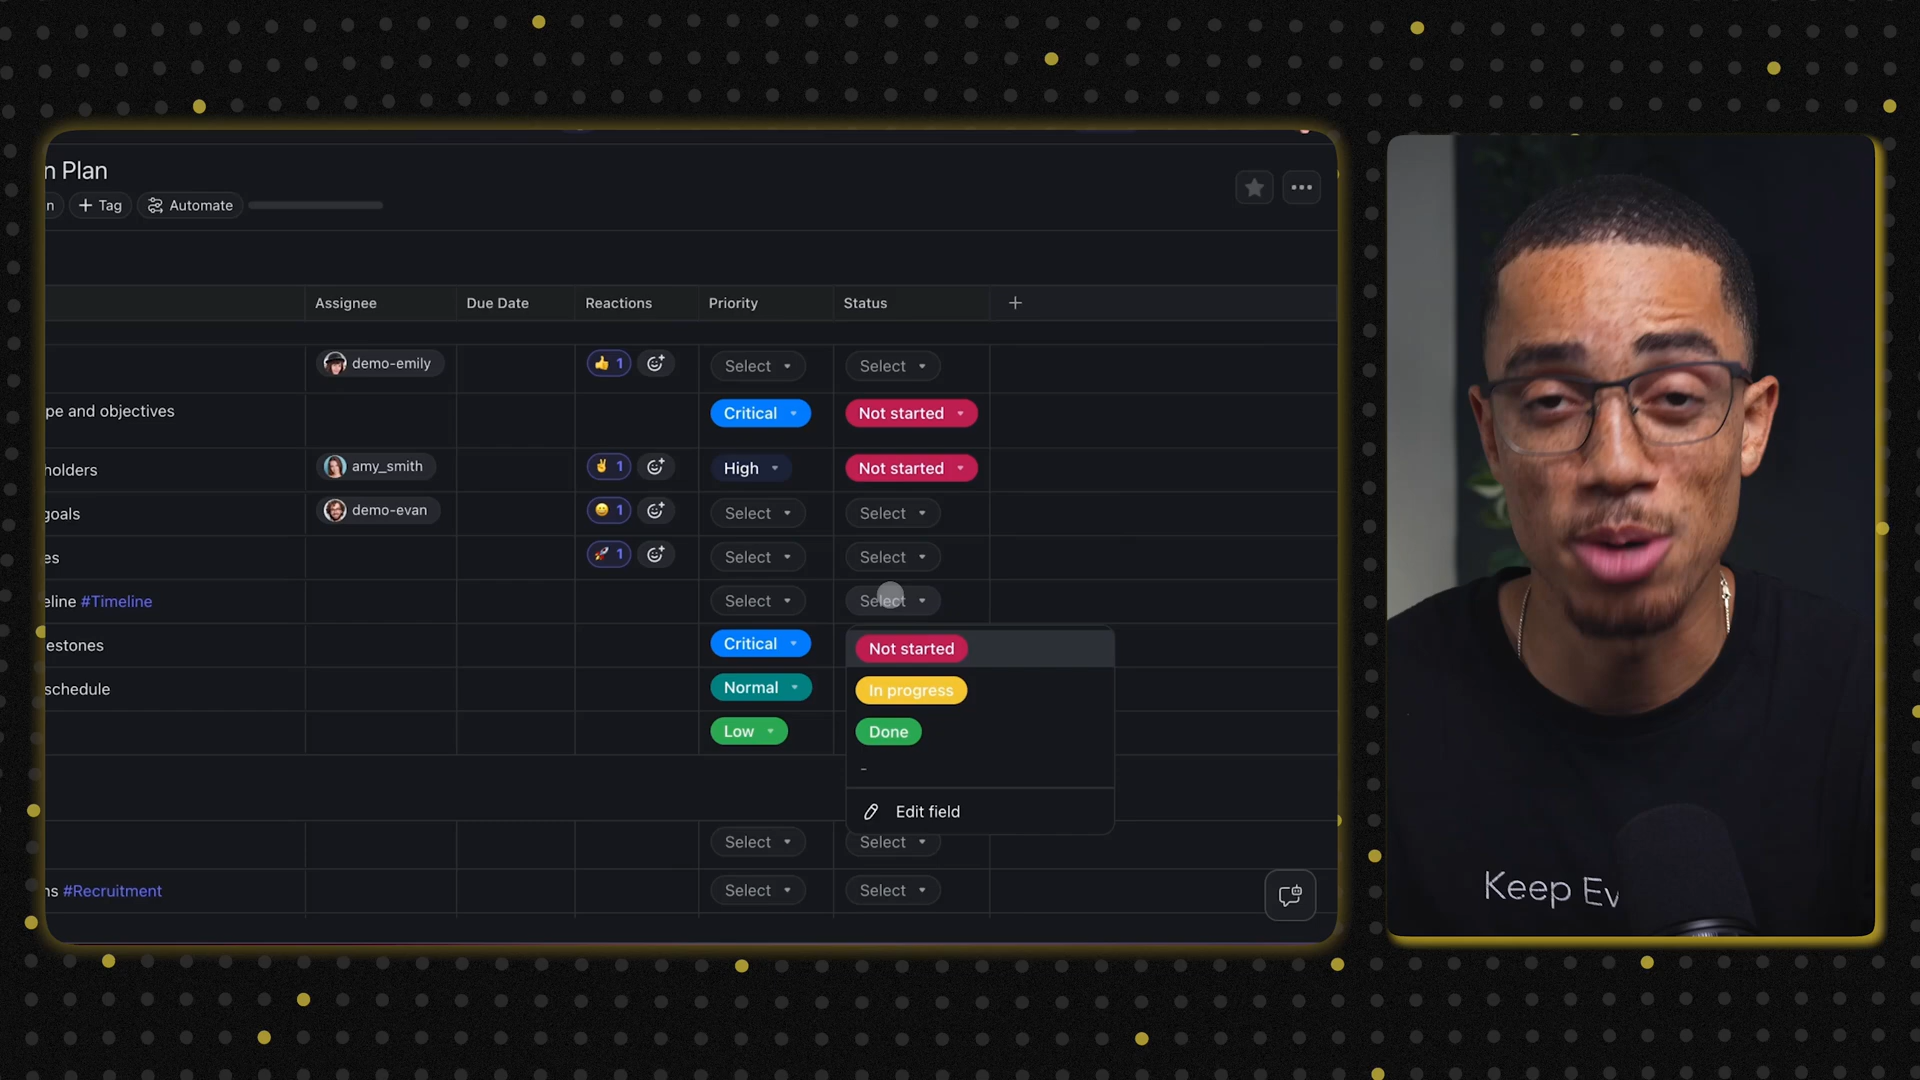 n Plan
n
Tag
Automate
Assignee Due Date Reactions Priority Status
demo-emily 1 Select Select
pe and objectives Critical Not started
holders amy_smith 1 High Not started
goals demo-evan 1 Select Select
es 1 Select Select
eline #Timeline Select Select
estones Critical Not started
schedule Normal In progress
Low Done
-
Edit field
Select Select
ns #Recruitment Select Select
Keep Ev